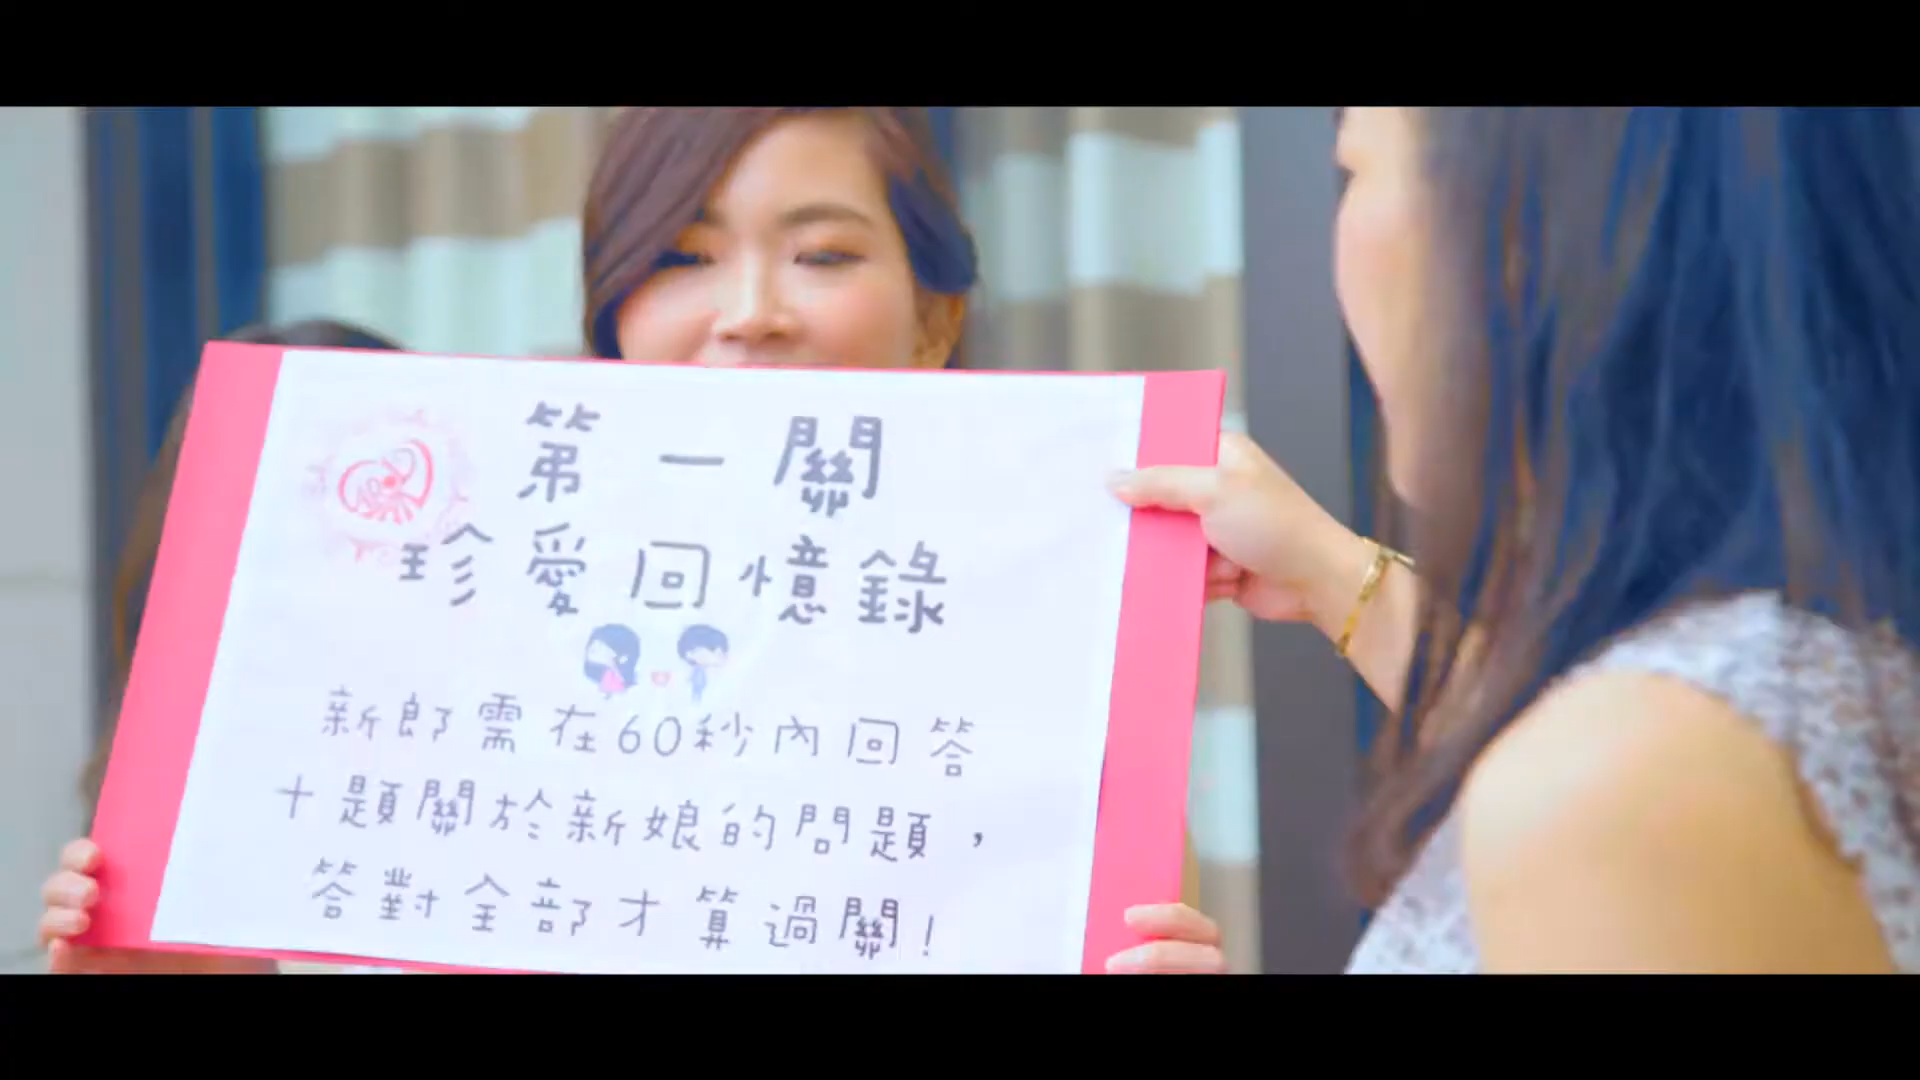 第一關
珍愛回憶錄
新郎需在60秒內回答
十題關於新娘的問題，
答對全部才算過關!